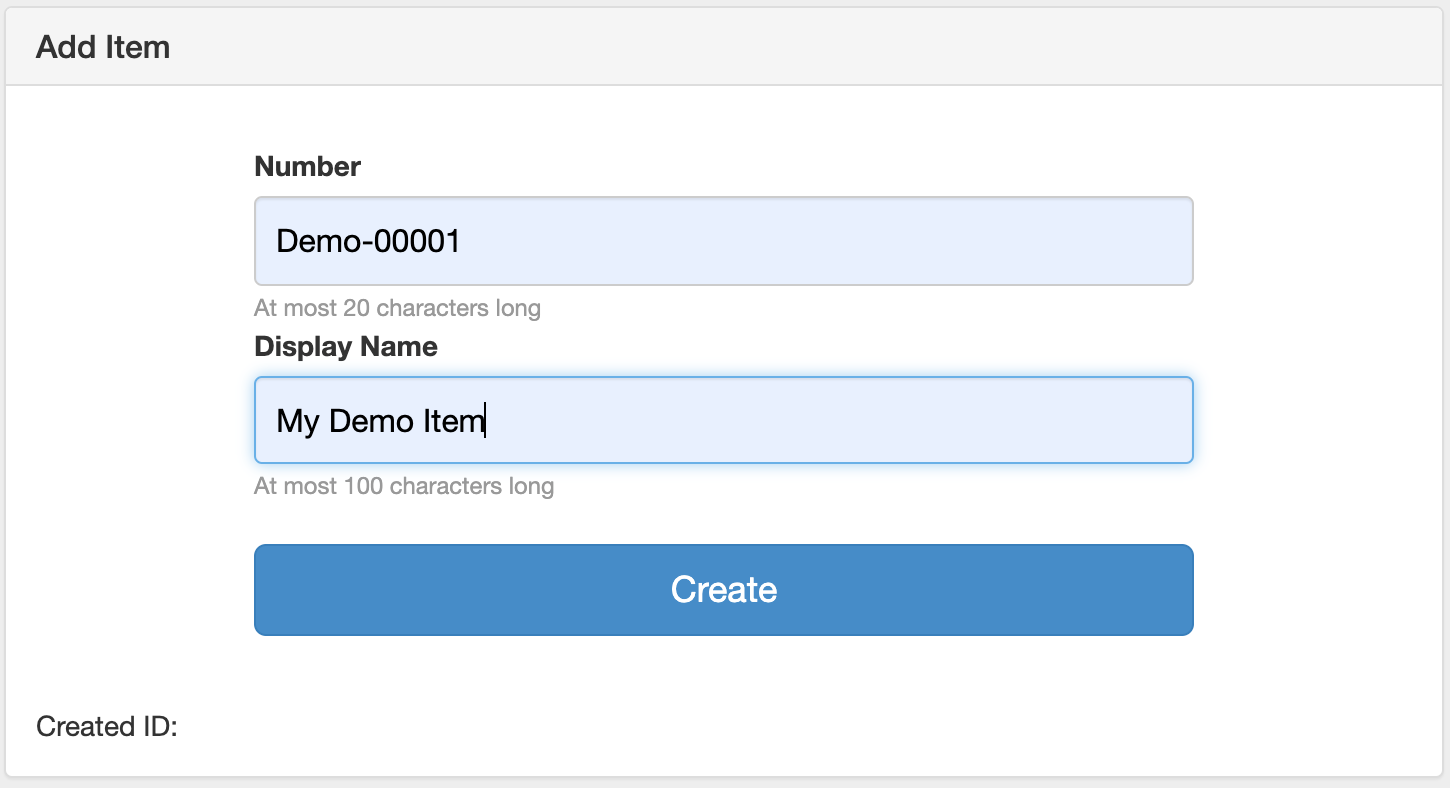 Add Item
Number
Demo-00001
At most 20 characters long
Display Name
My Demo Item
At most 100 characters long
Create
Created ID: